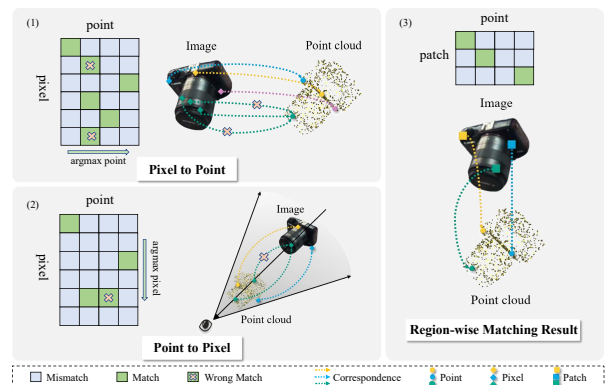 (1)
point
pixel
argmax point
Image
Point cloud
Pixel to Point
(2)
point
pixel
argmax pixel
Image
Point cloud
Point to Pixel
(3)
point
patch
Image
Point cloud
Region-wise Matching Result
Mismatch Match Wrong Match Correspondence Point Pixel Patch